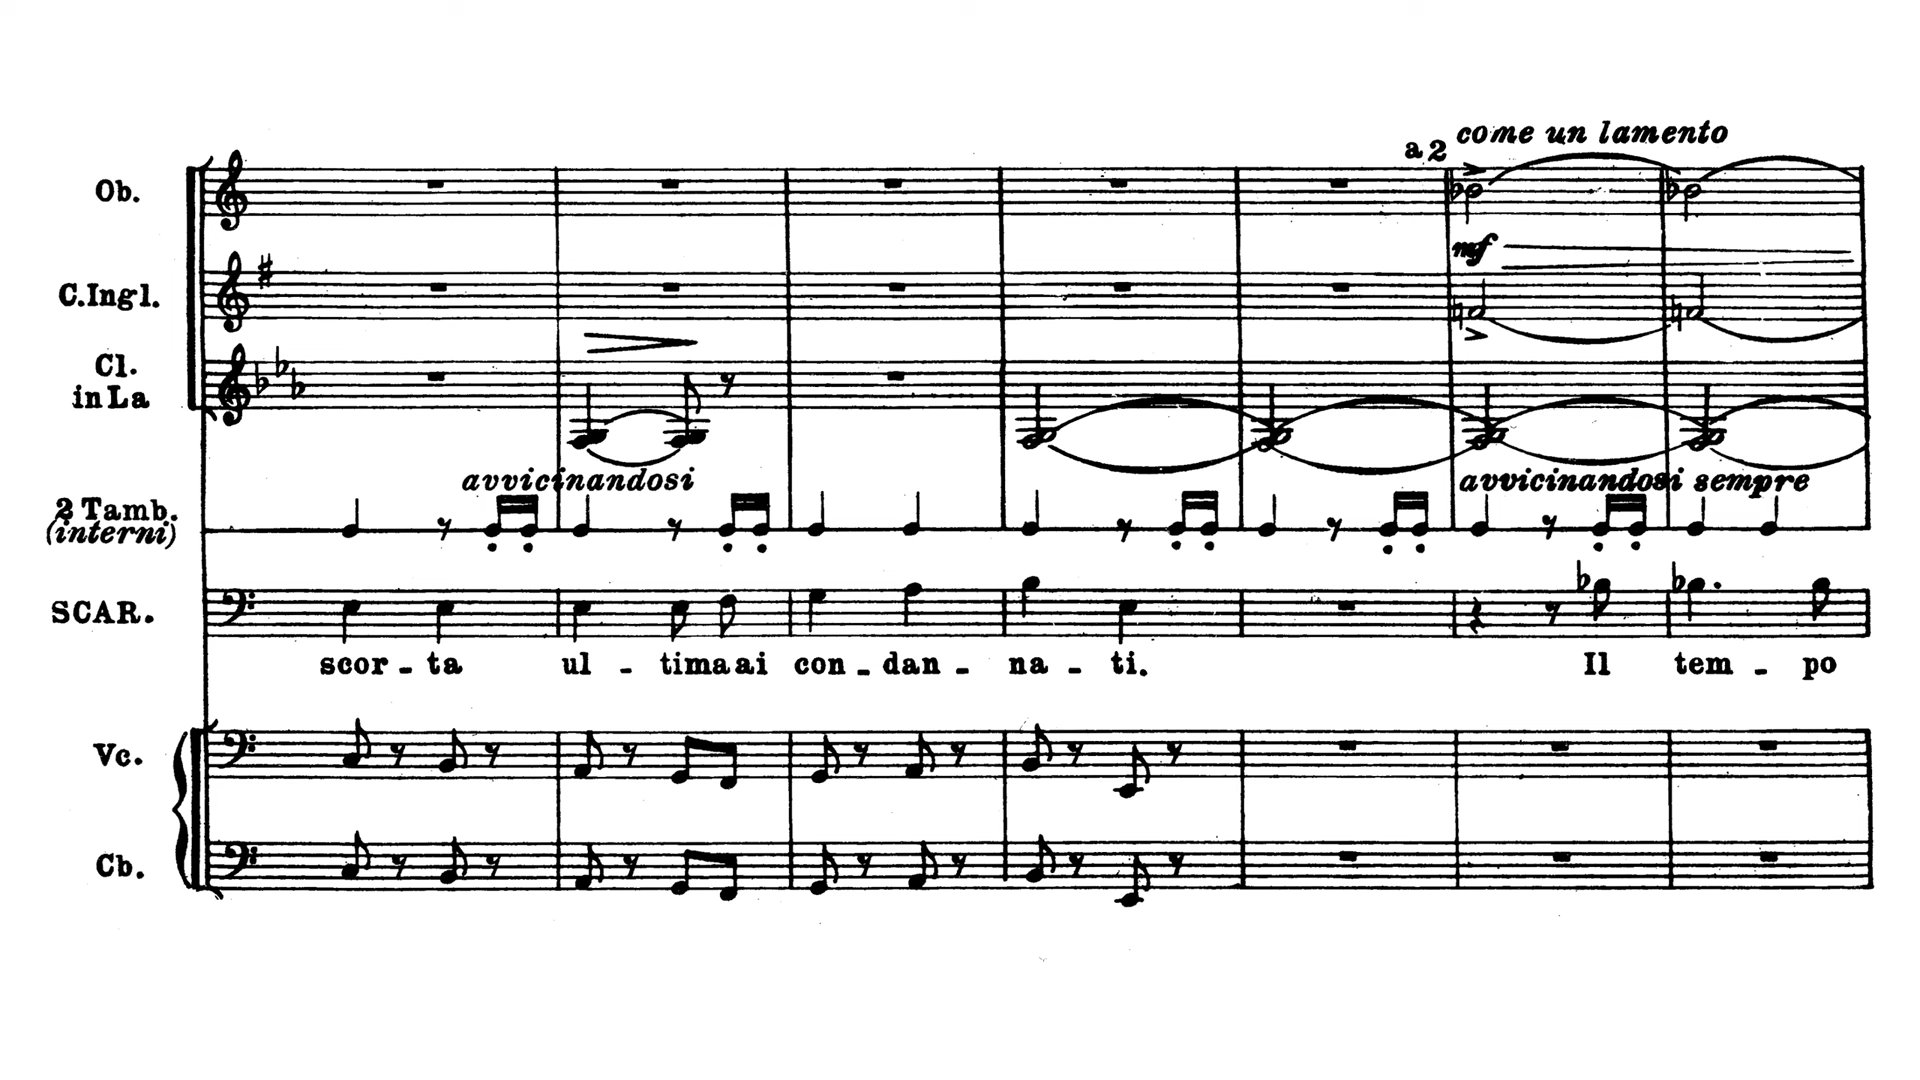 come un lamento
a 2
Ob.
mf
C.Ingl.
Cl.
in La
avvicinandosi
avvicinandosi sempre
2 Tamb.
(interni)
SCAR.
scor - ta ul - tima ai con - dan - na - ti. Il tem - po
Vc.
Cb.